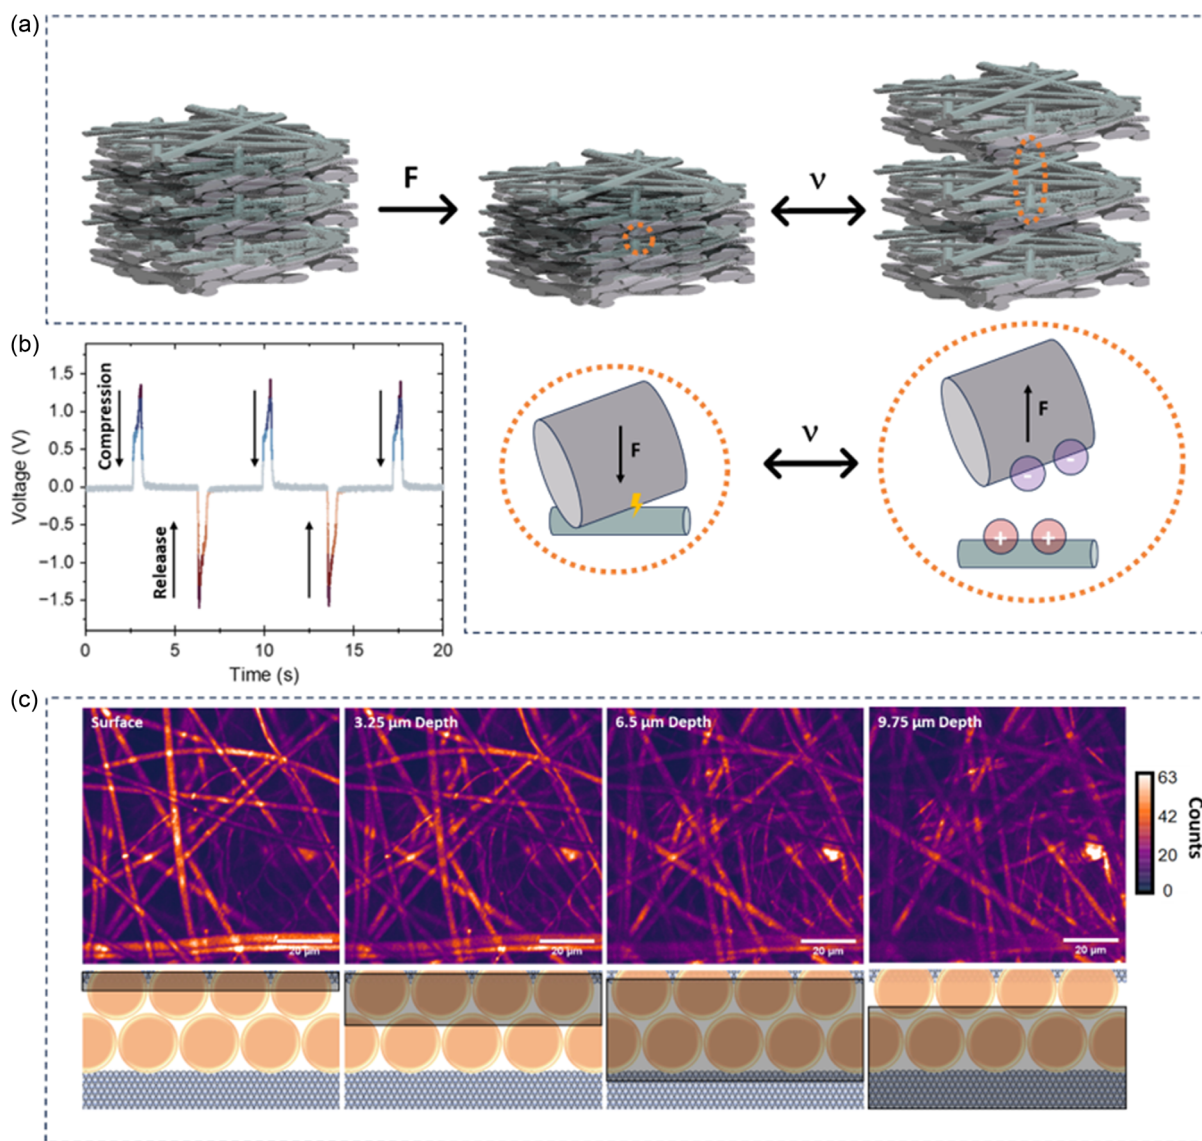 (a)
F
ν
(b)
Compression
Releaase
Voltage (V)
1.5
1.0
0.5
0.0
−0.5
−1.0
−1.5
0
5
10
15
20
Time (s)
F
ν
F
-
-
+
+
(c)
Surface
3.25 µm Depth
6.5 µm Depth
9.75 µm Depth
20 µm
20 µm
20 µm
20 µm
63
42
20
0
Counts